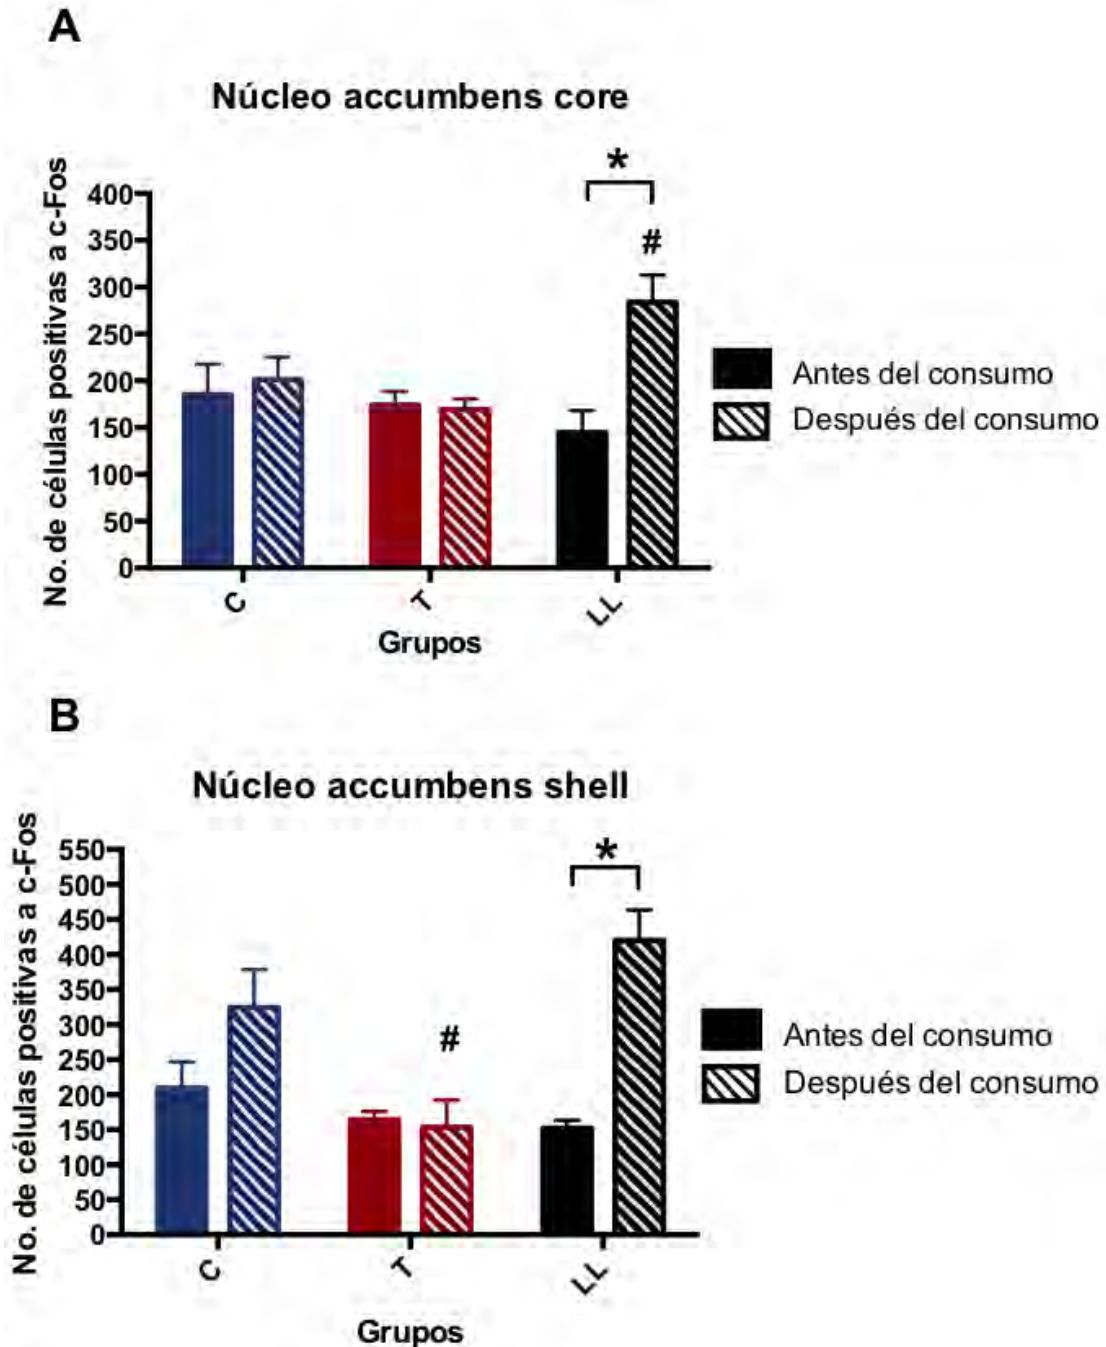 A
Núcleo accumbens core
No. de células positivas a c-Fos
400
350
300
250
200
150
100
50
0
*
#
C
T
LL
Grupos
Antes del consumo
Después del consumo
B
Núcleo accumbens shell
No. de células positivas a c-Fos
550
500
450
400
350
300
250
200
150
100
50
0
*
#
C
T
LL
Grupos
Antes del consumo
Después del consumo